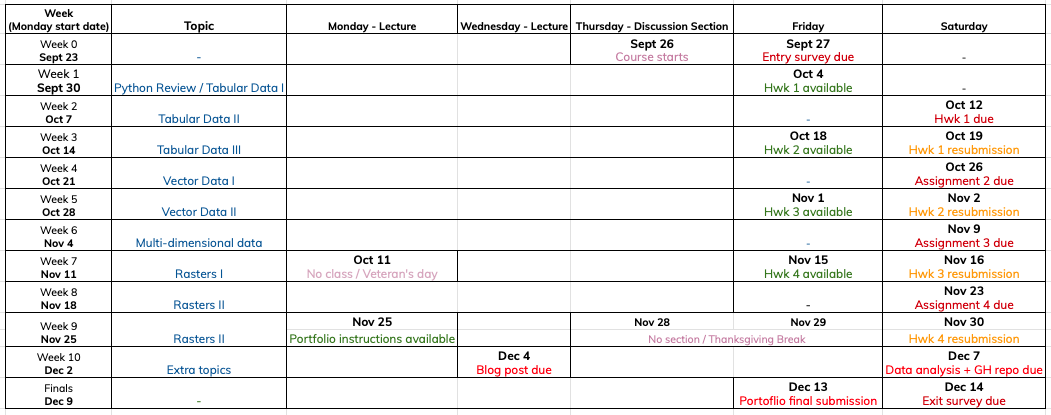 Week
(Monday start date) Topic Monday - Lecture Wednesday - Lecture Thursday - Discussion Section Friday Saturday
Week 0 Sept 26 Sept 27
Sept 23 - Course starts Entry survey due -
Week 1 Oct 4
Sept 30 Python Review / Tabular Data I Hwk 1 available -
Week 2 Oct 12
Oct 7 Tabular Data II - Hwk 1 due
Week 3 Oct 18 Oct 19
Oct 14 Tabular Data III Hwk 2 available Hwk 1 resubmission
Week 4 Oct 26
Oct 21 Vector Data I - Assignment 2 due
Week 5 Nov 1 Nov 2
Oct 28 Vector Data II Hwk 3 available Hwk 2 resubmission
Week 6 Nov 9
Nov 4 Multi-dimensional data - Assignment 3 due
Week 7 Oct 11 Nov 15 Nov 16
Nov 11 Rasters I No class / Veteran's day Hwk 4 available Hwk 3 resubmission
Week 8 Nov 23
Nov 18 Rasters II - Assignment 4 due
Week 9 Nov 25 Nov 28 Nov 29 Nov 30
Nov 25 Rasters II Portfolio instructions available No section / Thanksgiving Break Hwk 4 resubmission
Week 10 Dec 4 Dec 7
Dec 2 Extra topics Blog post due Data analysis + GH repo due
Finals Dec 13 Dec 14
Dec 9 - Portoflio final submission Exit survey due